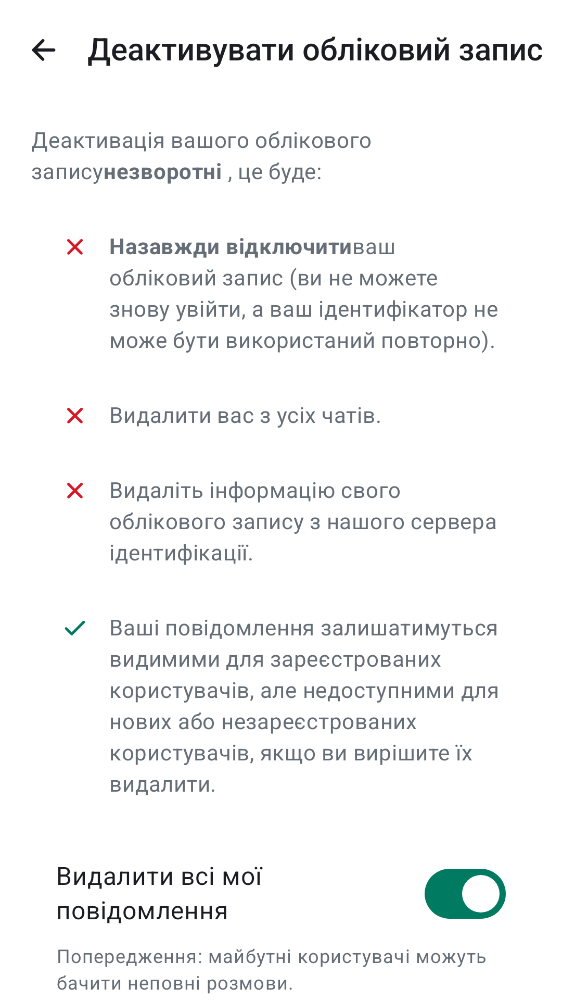 Деактивувати обліковий запис
Деактивація вашого облікового
записунезворотні , це буде:
Назавжди відключитиваш
обліковий запис (ви не можете
знову увійти, а ваш ідентифікатор не
може бути використаний повторно).
Видалити вас з усіх чатів.
Видаліть інформацію свого
облікового запису з нашого сервера
ідентифікації.
Ваші повідомлення залишатимуться
видимими для зареєстрованих
користувачів, але недоступними для
нових або незареєстрованих
користувачів, якщо ви вирішите їх
видалити.
Видалити всі мої
повідомлення
Попередження: майбутні користувачі можуть
бачити неповні розмови.